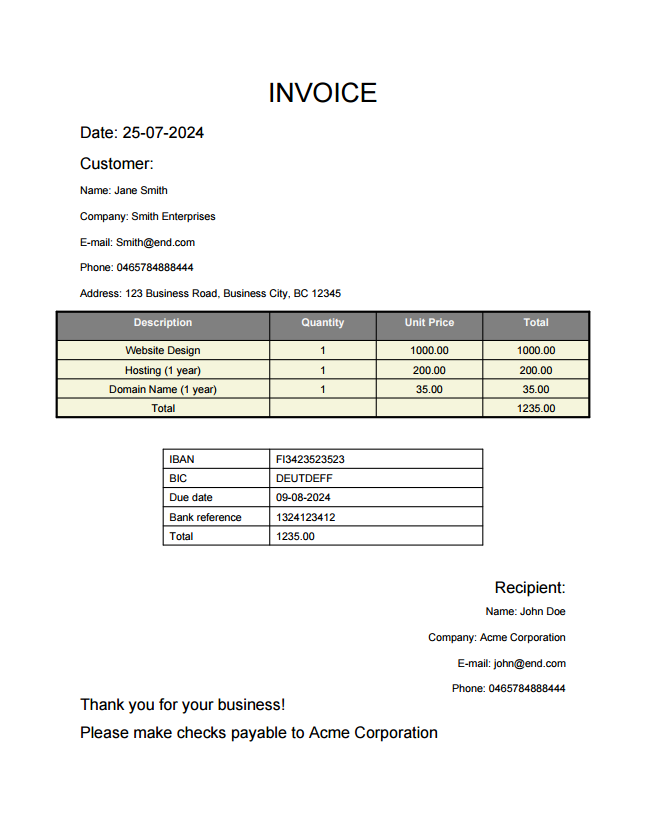 INVOICE
Date: 25-07-2024
Customer:
Name: Jane Smith
Company: Smith Enterprises
E-mail: Smith@end.com
Phone: 0465784888444
Address: 123 Business Road, Business City, BC 12345
Description Quantity Unit Price Total
Website Design 1 1000.00 1000.00
Hosting (1 year) 1 200.00 200.00
Domain Name (1 year) 1 35.00 35.00
Total 1235.00
IBAN FI3423523523
BIC DEUTDEFF
Due date 09-08-2024
Bank reference 1324123412
Total 1235.00
Recipient:
Name: John Doe
Company: Acme Corporation
E-mail: john@end.com
Phone: 0465784888444
Thank you for your business!
Please make checks payable to Acme Corporation